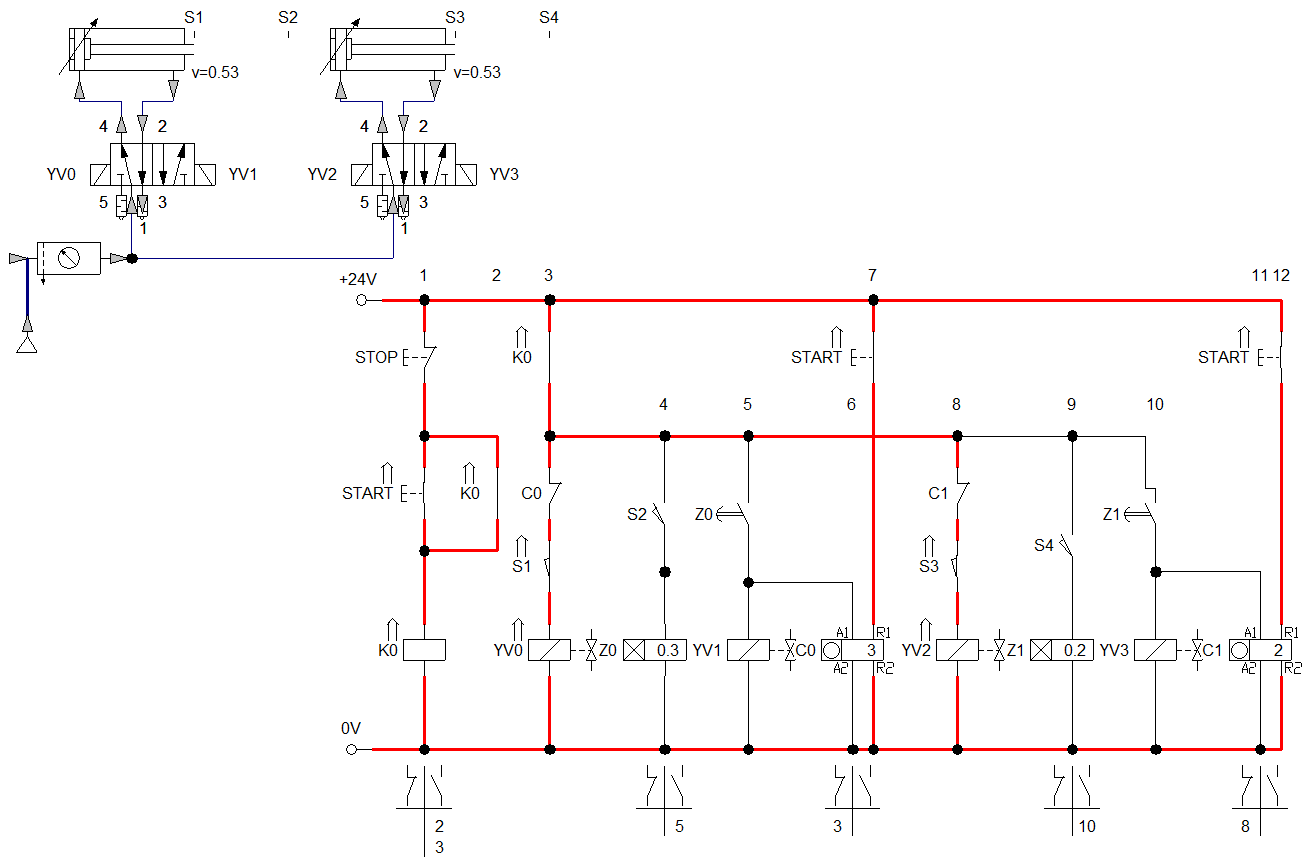 S1 S2 S3 S4
v=0.53 v=0.53
4 2 4 2
YV0 YV1 YV2 YV3
5 3 5 3
1 1
+24V 1 2 3 7 11 12
STOP K0 START START
4 5 6 8 9 10
START K0 C0 C1
S2 Z0 Z1
S4
S1 S3
A1 R1 A1 R1
K0 YV0 Z0 0.3 YV1 C0 3 YV2 Z1 0.2 YV3 C1 2
A2 R2 A2 R2
0V
2 5 3 10 8
3